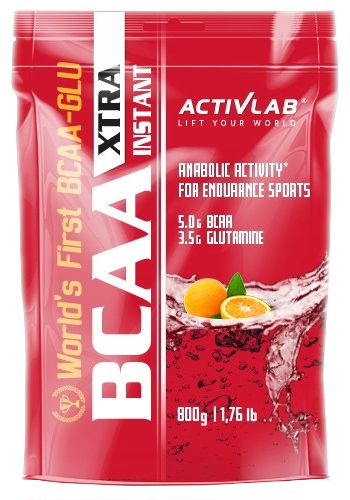 World's First BCAA-GLU
BCAA XTRA
INSTANT
ACTIVLAB®
LIFT YOUR WORLD
ANABOLIC ACTIVITY*
FOR ENDURANCE SPORTS
5.0G BCAA
3.5G GLUTAMINE
800g | 1,76 lb